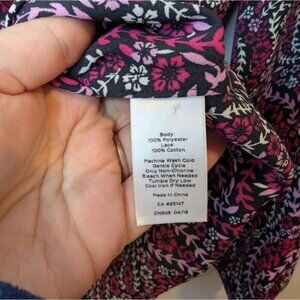 Body:
100% Polyester
Lace:
100% Cotton
Machine Wash Cold
Gentle Cycle
Only Non-Chlorine
Bleach When Needed
Tumble Dry Low
Cool Iron if Needed
Made in China
CA #23147
CN505 04/18